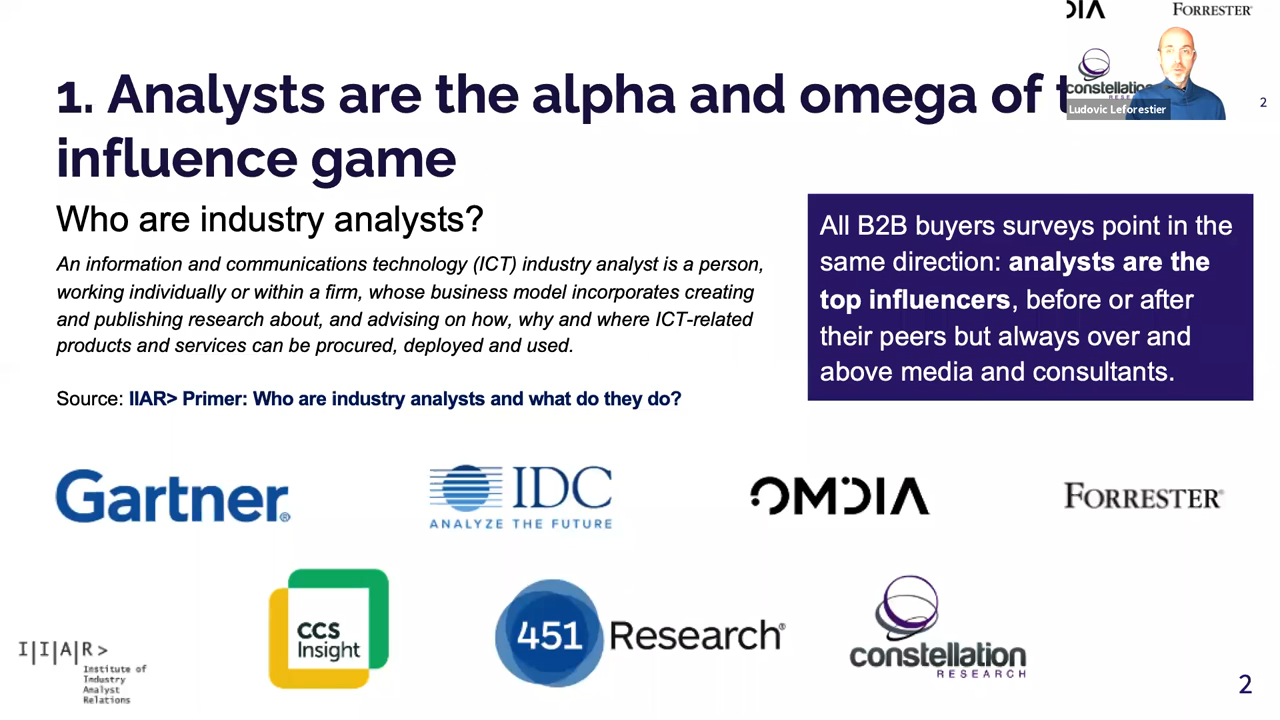 DIA
FORRESTER
1. Analysts are the alpha and omega of t
constellation
RESEARCH
Ludovic Leforestier
2
influence game
Who are industry analysts?
An information and communications technology (ICT) industry analyst is a person,
working individually or within a firm, whose business model incorporates creating
and publishing research about, and advising on how, why and where ICT-related
products and services can be procured, deployed and used.
Source: IIAR> Primer: Who are industry analysts and what do they do?
All B2B buyers surveys point in the
same direction: analysts are the
top influencers, before or after
their peers but always over and
above media and consultants.
Gartner®
IDC
ANALYZE THE FUTURE
OMDIA
FORRESTER®
ccs
Insight
451 Research®
constellation
RESEARCH
I|I|A|R>
Institute of
Industry
Analyst
Relations
2